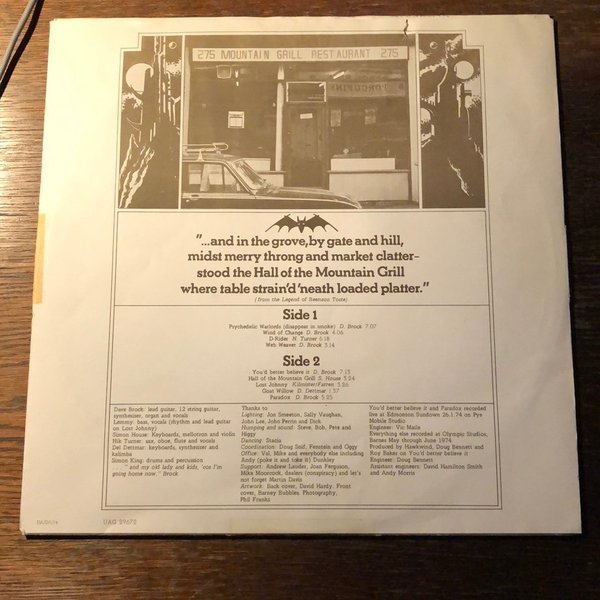 275 MOUNTAIN GRILL RESTAURANT 275
"...and in the grove, by gate and hill,
midst merry throng and market clatter-
stood the Hall of the Mountain Grill
where table strain'd 'neath loaded platter."
(from the Legend of Beenson Toste)
Side 1
Psychedelic Warlords (disappear in smoke) D. Brock 7.07
Wind of Change D. Brock 4.06
D-Rider N. Turner 6.18
Web Weaver D. Brock 3.14
Side 2
You'd better believe it D. Brock 7.13
Hall of the Mountain Grill S. House 3:24
Lost Johnny Kilmister/Farren 3.26
Goat Willow D. Dettmar 1.37
Paradox D. Brock 5.25
Dave Brock: lead guitar, 12 string guitar,
synthesiser, organ and vocals
Lemmy: bass, vocals (rhythm and lead guitar
on Lost Johnny)
Simon House: Keyboards, mellotron and violin
Nik Turner: sax, oboe, flute and vocals
Del Dettmar: keyboards, synthesiser and
kalimba
Simon King: drums and percussion
. . . " and my old lady and kids, 'cos I'm
going home now." Brock
Thanks to
Lighting: Jon Smeeton, Sally Vaughan,
John Lee, John Perrin and Dick
Humping and sound: Steve, Bob, Pete and
Higgy
Dancing: Stacia
Coordination: Doug Smif, Fenston and Oggy
Office: Val, Mike and everybody else including
Andy (poke it and take it) Dunkley
Support: Andrew Lauder, Joan Ferguson,
Mike Moorcock, dealers (conspiracy) and let's
not forget Martin Davis
Artwork: Back cover, David Hardy. Front
cover, Barney Bubbles. Photography,
Phil Franks
You'd better believe it and Paradox recorded
live at Edmonton Sundown 26.1.74 on Pye
Mobile Studio
Engineer: Vic Maile
Everything else recorded at Olympic Studios,
Barnes May through June 1974.
Produced by Hawkwind, Doug Bennett and
Roy Baker on You'd better believe it
Engineer: Doug Bennett
Assistant engineers: David Hamilton Smith
and Andy Morris
UAG 29672